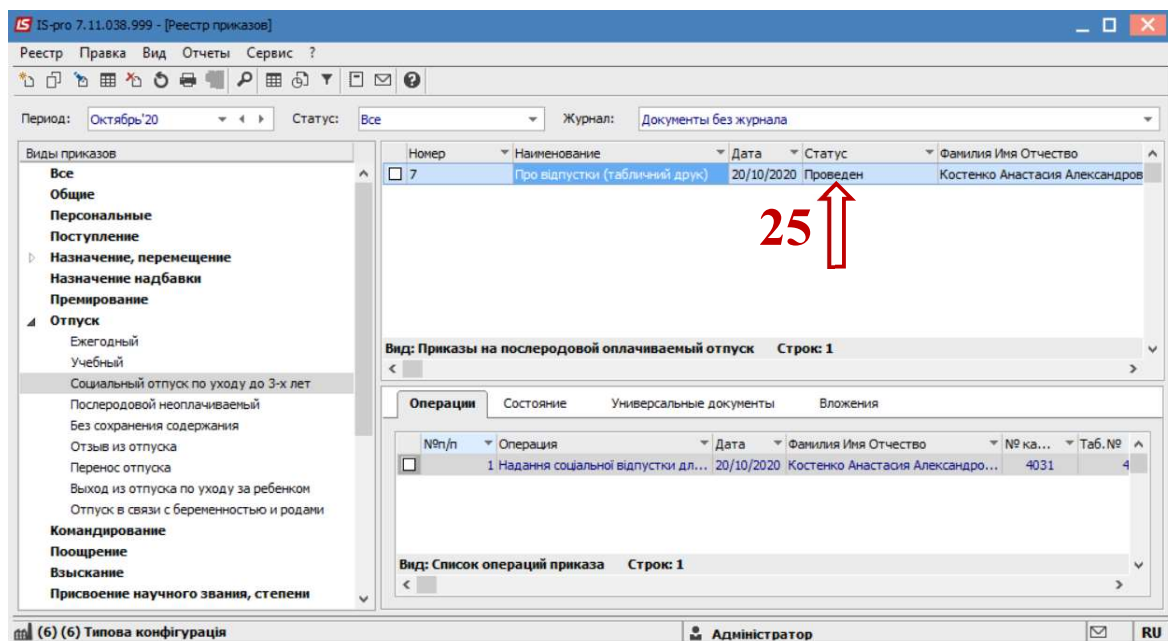 IS-pro 7.11.038.999 - [Реестр приказов]
Реестр Правка Вид Отчеты Сервис ?
Период: Октябрь'20 Статус: Все Журнал: Документы без журнала
Виды приказов
Все
Общие
Персональные
Поступление
Назначение, перемещение
Назначение надбавки
Премирование
Отпуск
Ежегодный
Учебный
Социальный отпуск по уходу до 3-х лет
Послеродовой неоплачиваемый
Без сохранения содержания
Отзыв из отпуска
Перенос отпуска
Выход из отпуска по уходу за ребенком
Отпуск в связи с беременностью и родами
Командирование
Поощрение
Взыскание
Присвоение научного звания, степени
Номер Наименование Дата Статус Фамилия Имя Отчество
7 Про відпустки (табличний друк) 20/10/2020 Проведен Костенко Анастасия Александров
25
Вид: Приказы на послеродовой оплачиваемый отпуск Строк: 1
Операции Состояние Универсальные документы Вложения
№п/п Операция Дата Фамилия Имя Отчество № ка... Таб.№
1 Надання соціальної відпустки дл... 20/10/2020 Костенко Анастасия Александро... 4031 4
Вид: Список операций приказа Строк: 1
(6) (6) Типова конфігурація Адміністратор RU